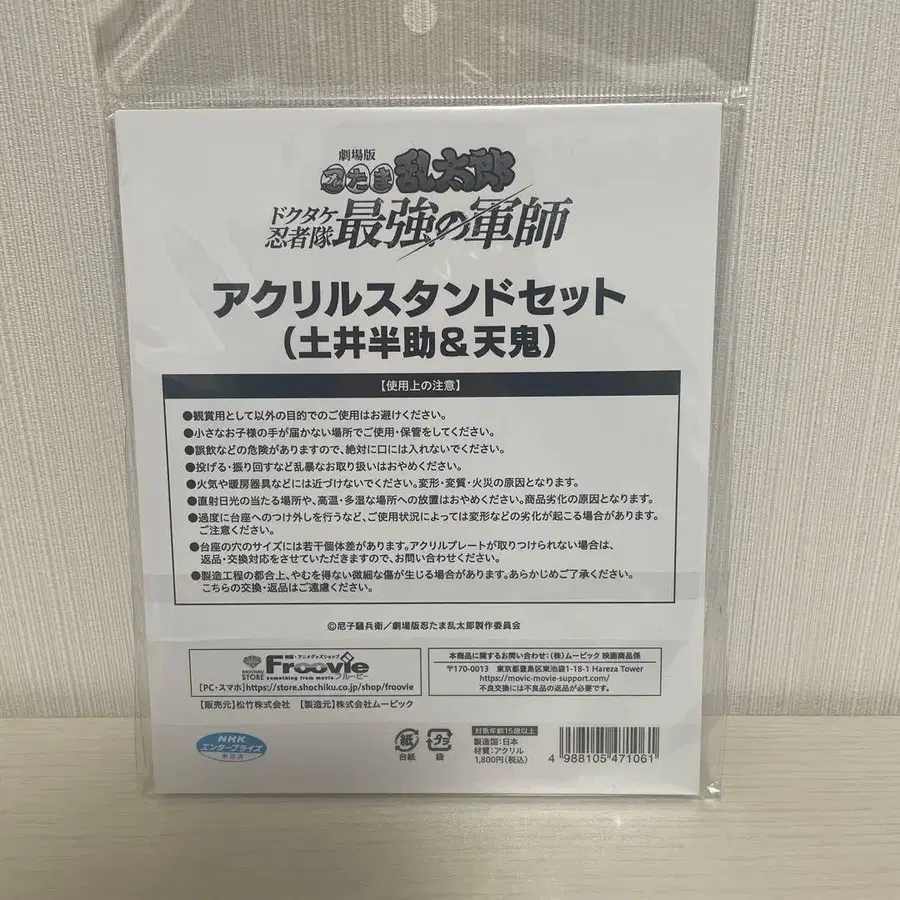 劇場版
忍たま乱太郎
ドクタケ忍者隊 最強の軍師
アクリルスタンドセット
(土井半助&天鬼)
【使用上の注意】
●観賞用として以外の目的でのご使用はお避けください。
●小さなお子様の手が届かない場所でご使用・保管をしてください。
●誤飲などの危険がありますので、絶対に口には入れないでください。
●投げる・振り回すなど乱暴なお取り扱いはおやめください。
●火気や暖房器具などには近づけないでください。変形・変質・火災の原因となります。
●直射日光の当たる場所や、高温・多湿な場所への放置はおやめください。商品劣化の原因となります。
●過度に台座へのつけ外しを行うなど、ご使用状況によっては変形などの劣化が起こる場合があります。
ご注意ください。
●台座の穴のサイズには若干個体差があります。アクリルプレートが取りつけられない場合は、
返品・交換対応をさせていただきますので、お問い合わせください。
●製造工程の都合上、やむを得ない微細な傷が生じる場合があります。あらかじめご了承ください。
こちらの交換・返品はご遠慮ください。
©尼子騒兵衛/劇場版忍たま乱太郎製作委員会
SHOCHIKU STORE
映画・アニメグッズショップ
Froovie
something from movie フルービー
[PC・スマホ]https://store.shochiku.co.jp/shop/froovie
【販売元】松竹株式会社 【製造元】株式会社ムービック
本商品に関するお問い合わせ:(株)ムービック 映画商品係
〒170-0013 東京都豊島区東池袋1-18-1 Hareza Tower
https://movic-movie-support.com/
不良交換には不良品の返品が必要です。
NHK
エンタープライズ
紙
台紙
プラ
袋
対象年齢15歳以上
製造国:日本
材質:アクリル
1,800円(税込)
4 988105 471061